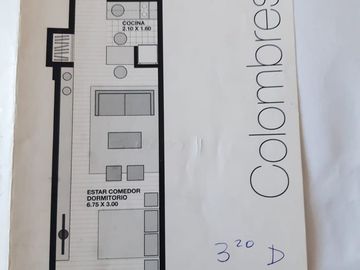 COCINA
2.10 X 1.60
ESTAR COMEDOR
DORMITORIO
6.75 X 3.00
Colombres
3 20 D